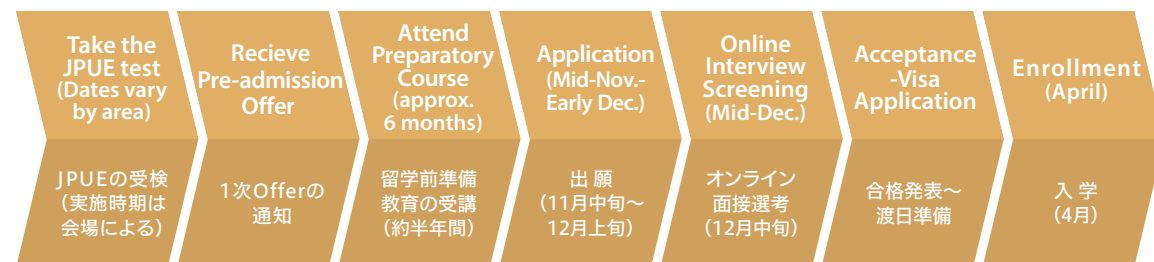 Take the
JPUE test
(Dates vary
by area)
Recieve
Pre-admission
Offer
Attend
Preparatory
Course
(approx.
6 months)
Application
(Mid-Nov.-
Early Dec.)
Online
Interview
Screening
(Mid-Dec.)
Acceptance
-Visa
Application
Enrollment
(April)
JPUEの受検
（実施時期は
会場による）
1次Offerの
通知
留学前準備
教育の受講
（約半年間）
出 願
（11月中旬～
12月上旬）
オンライン
面接選考
（12月中旬）
合格発表～
渡日準備
入 学
（4月）